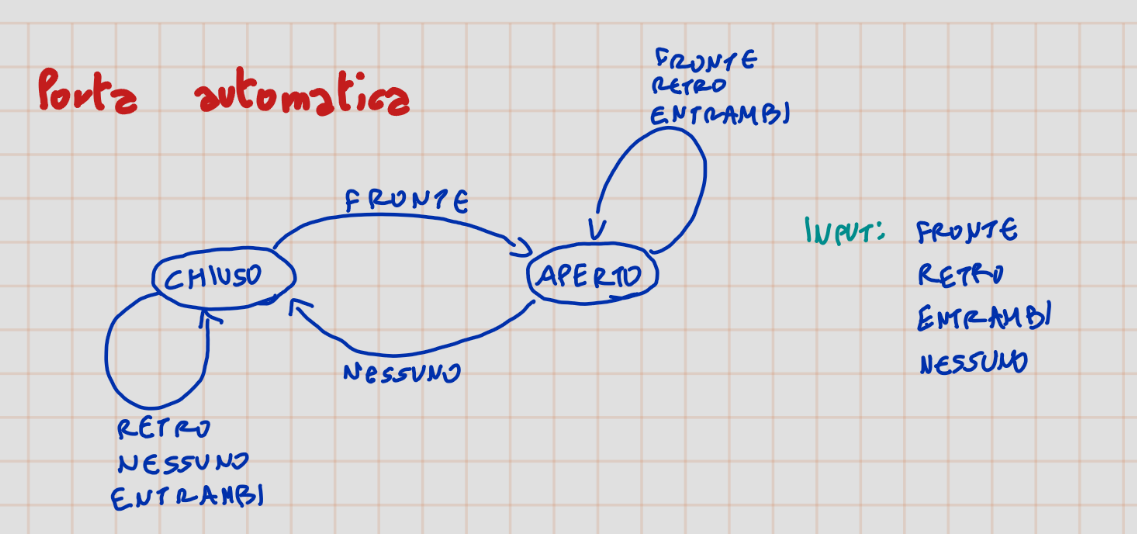 Porta automatica
FRONTE
RETRO
ENTRAMBI
FRONTE
CHIUSO
APERTO
NESSUNO
RETRO
NESSUNO
ENTRAMBI
INPUT: FRONTE
RETRO
ENTRAMBI
NESSUNO